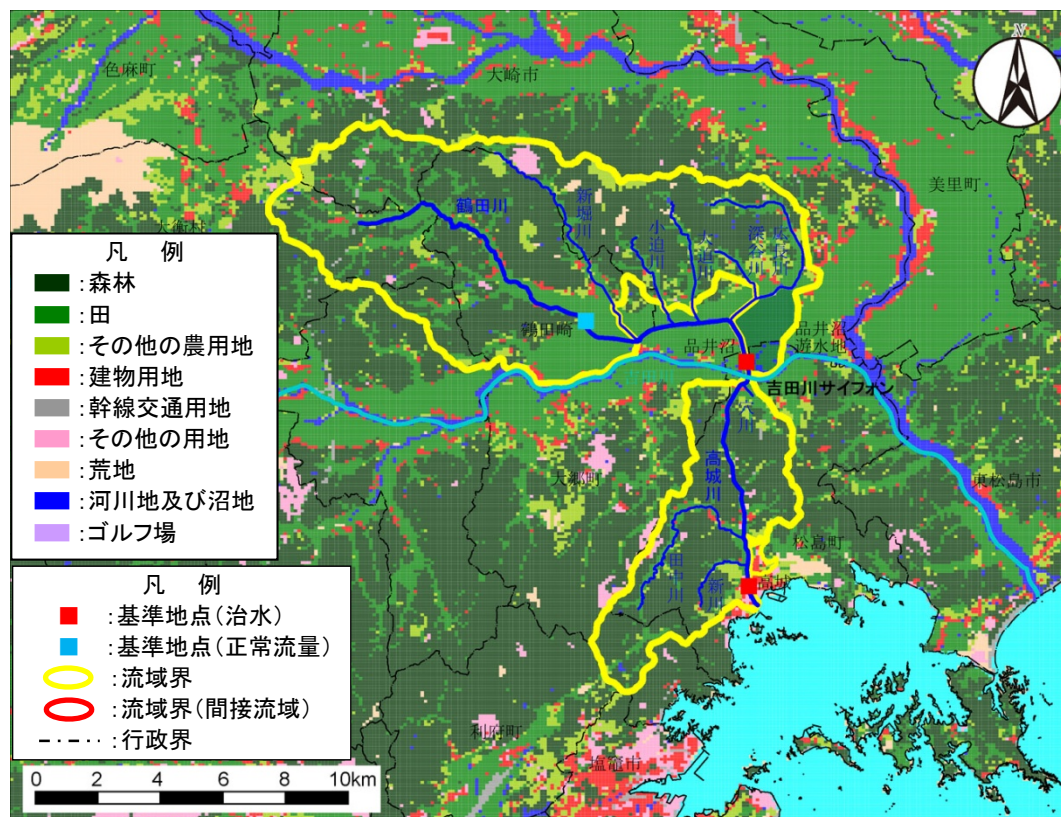 N
色麻町
大崎市
美里町
大衡村
鶴田川
新堀川
小迫川
大迫川
深谷川
鶴田崎
品井沼
品井沼
遊水地
吉田川サイフォン
高城川
大郷町
東松島市
松島町
田中川
新川
高城
利府町
塩竈市
凡 例
:森林
:田
:その他の農用地
:建物用地
:幹線交通用地
:その他の用地
:荒地
:河川地及び沼地
:ゴルフ場
凡 例
:基準地点(治水)
:基準地点(正常流量)
:流域界
:流域界(間接流域)
:行政界
0 2 4 6 8 10km